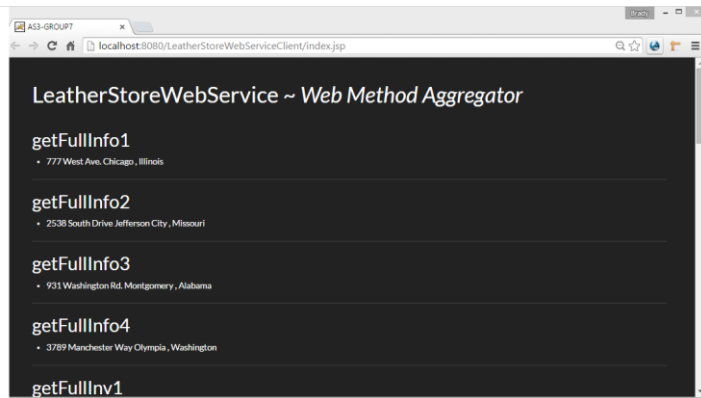 Brady
AS3-GROUP7
localhost:8080/LeatherStoreWebServiceClient/index.jsp
LeatherStoreWebService ~ Web Method Aggregator
getFullInfo1
• 777 West Ave. Chicago , Illinois
getFullInfo2
• 2538 South Drive Jefferson City , Missouri
getFullInfo3
• 931 Washington Rd. Montgomery , Alabama
getFullInfo4
• 3789 Manchester Way Olympia , Washington
getFullInv1